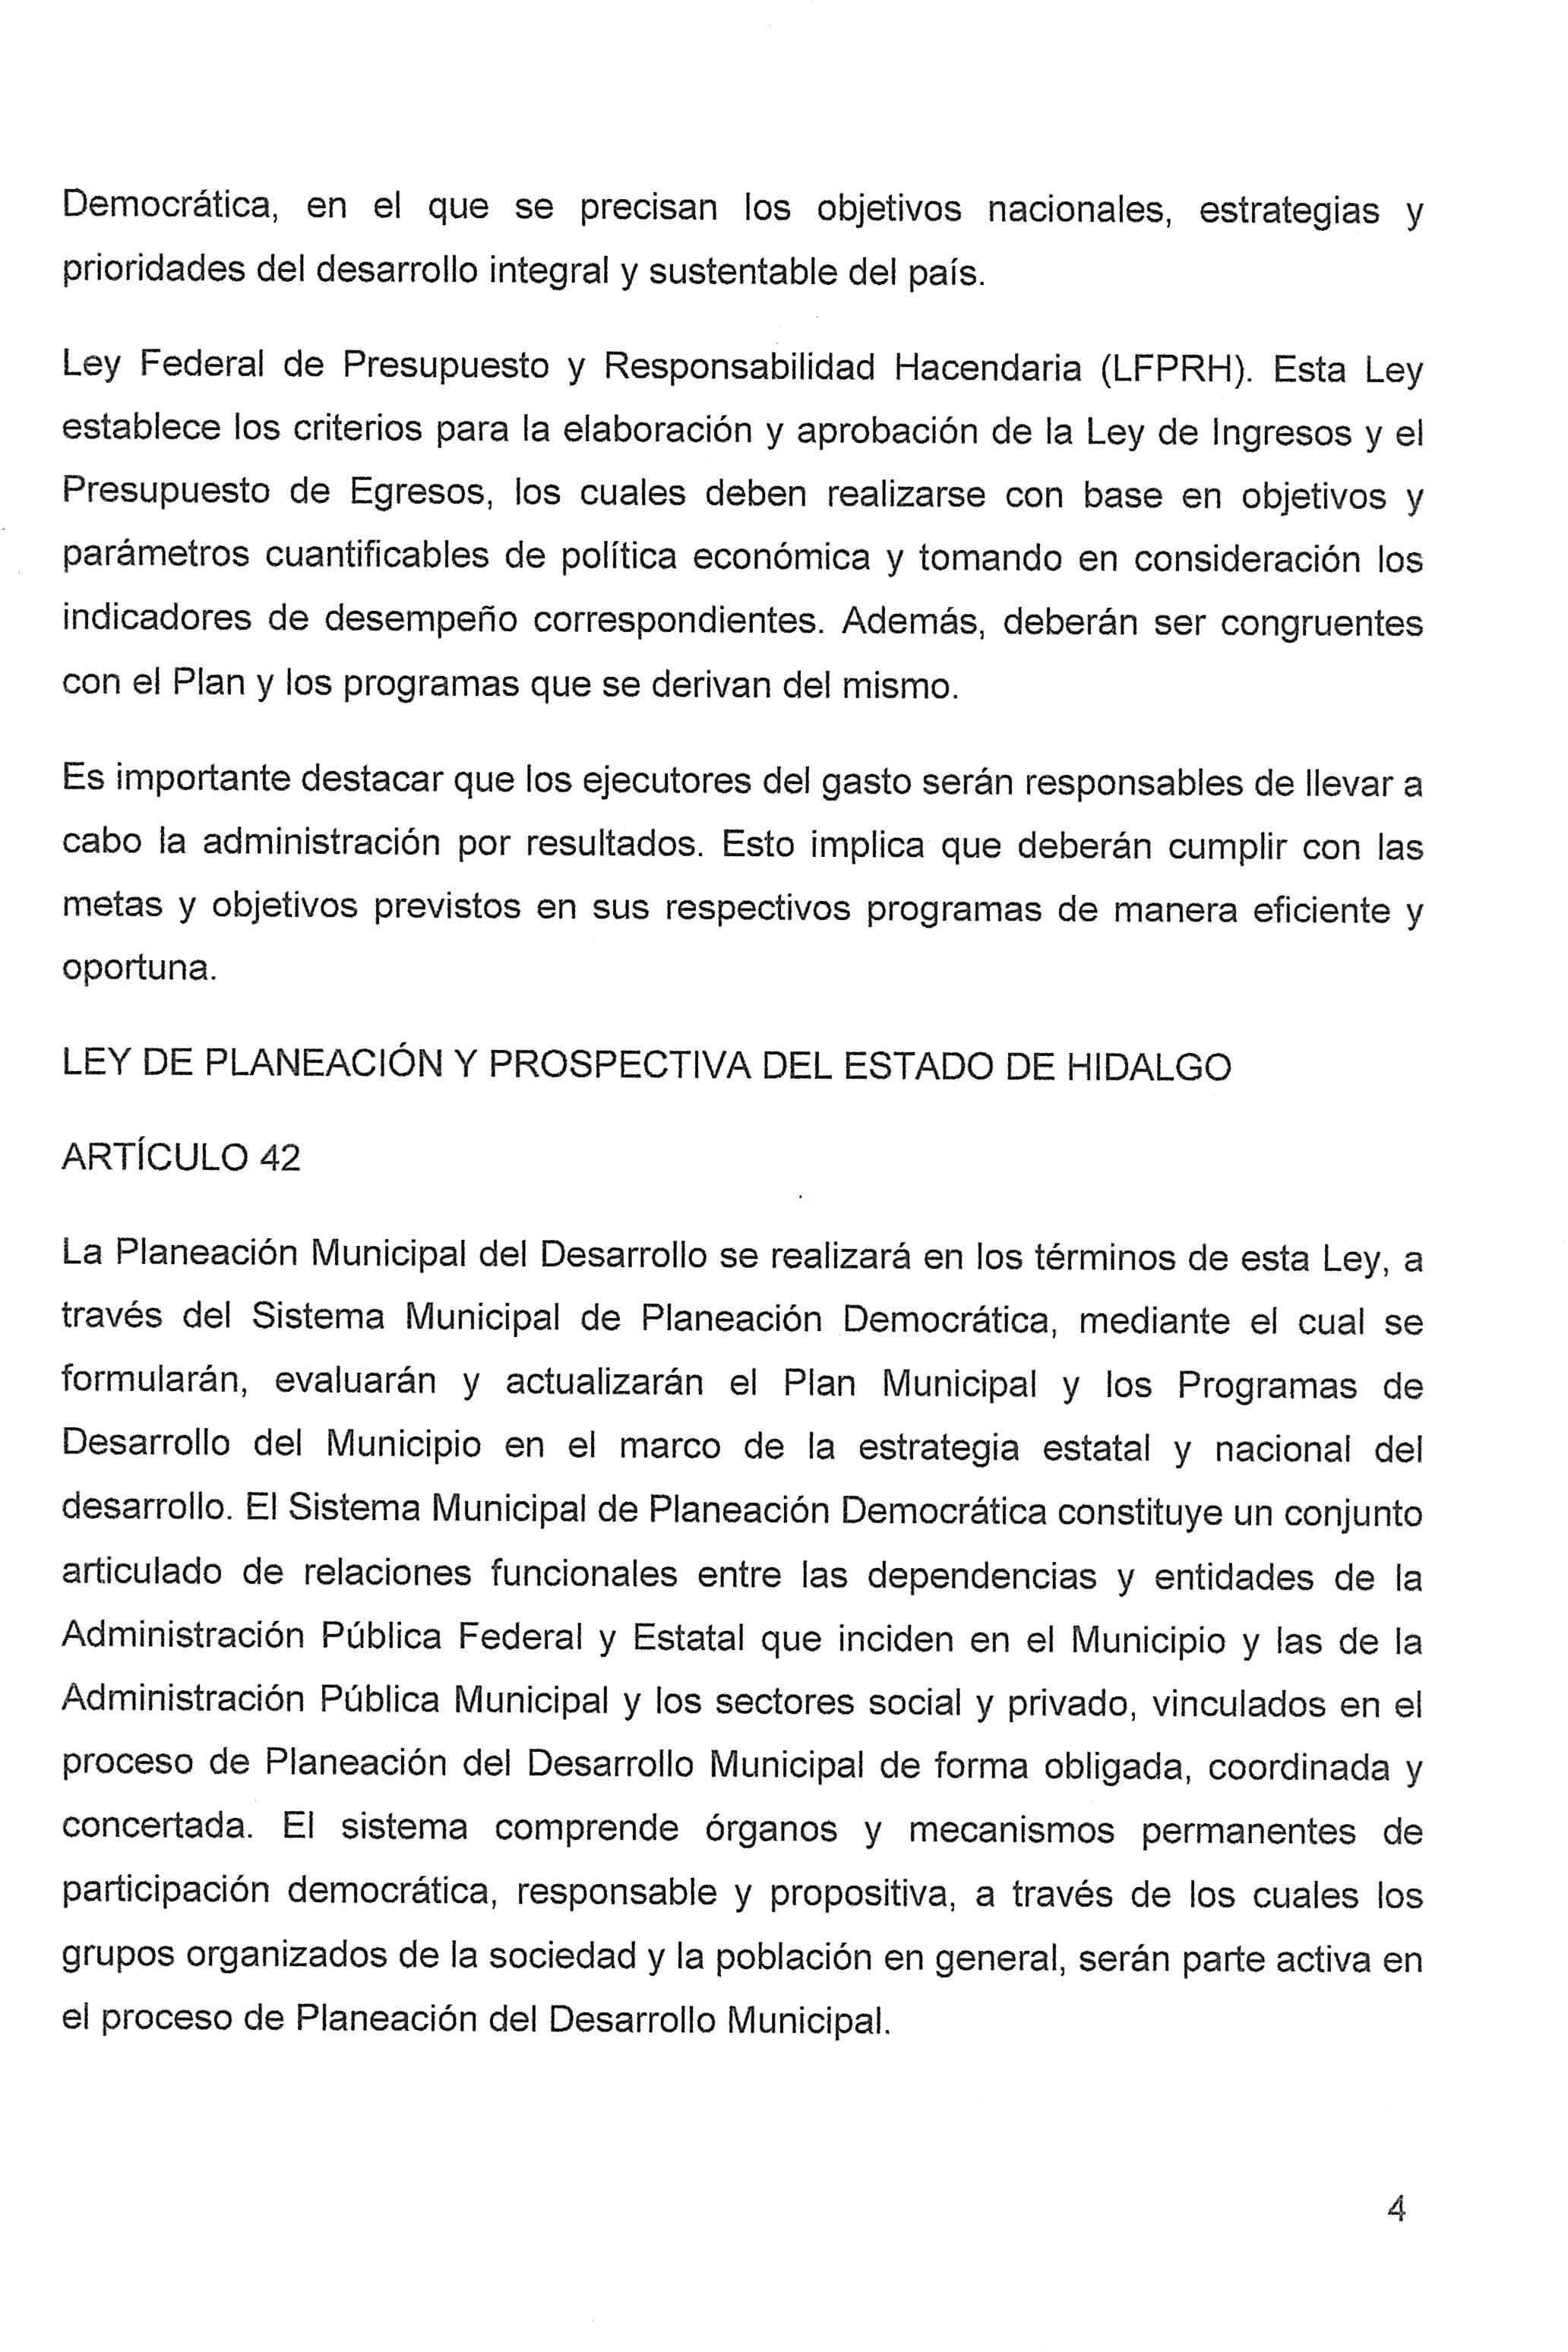 Democrática, en el que se precisan los objetivos nacionales, estrategias y
prioridades del desarrollo integral y sustentable del país.
Ley Federal de Presupuesto y Responsabilidad Hacendaria (LFPRH). Esta Ley
establece los criterios para la elaboración y aprobación de la Ley de Ingresos y el
Presupuesto de Egresos, los cuales deben realizarse con base en objetivos y
parámetros cuantificables de política económica y tomando en consideración los
indicadores de desempeño correspondientes. Además, deberán ser congruentes
con el Plan y los programas que se derivan del mismo.
Es importante destacar que los ejecutores del gasto serán responsables de llevar a
cabo la administración por resultados. Esto implica que deberán cumplir con las
metas y objetivos previstos en sus respectivos programas de manera eficiente y
oportuna.
LEY DE PLANEACIÓN Y PROSPECTIVA DEL ESTADO DE HIDALGO
ARTÍCULO 42
La Planeación Municipal del Desarrollo se realizará en los términos de esta Ley, a
través del Sistema Municipal de Planeación Democrática, mediante el cual se
formularán, evaluarán y actualizarán el Plan Municipal y los Programas de
Desarrollo del Municipio en el marco de la estrategia estatal y nacional del
desarrollo. El Sistema Municipal de Planeación Democrática constituye un conjunto
articulado de relaciones funcionales entre las dependencias y entidades de la
Administración Pública Federal y Estatal que inciden en el Municipio y las de la
Administración Pública Municipal y los sectores social y privado, vinculados en el
proceso de Planeación del Desarrollo Municipal de forma obligada, coordinada y
concertada. El sistema comprende órganos y mecanismos permanentes de
participación democrática, responsable y propositiva, a través de los cuales los
grupos organizados de la sociedad y la población en general, serán parte activa en
el proceso de Planeación del Desarrollo Municipal.
4